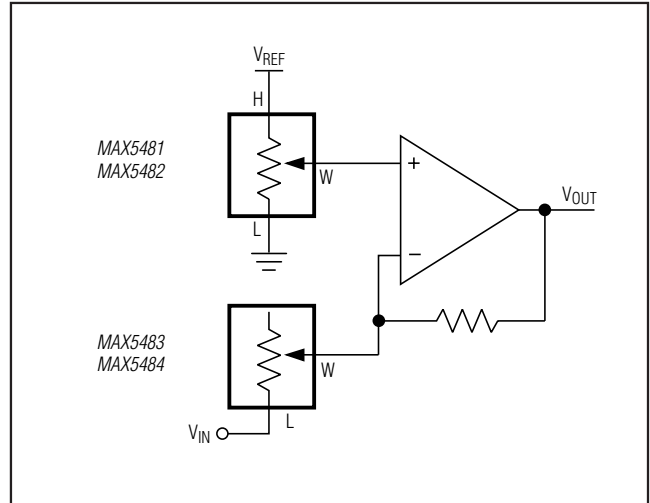 VREF
H
MAX5481
MAX5482
W
L
+
−
VOUT
MAX5483
MAX5484
W
L
VIN